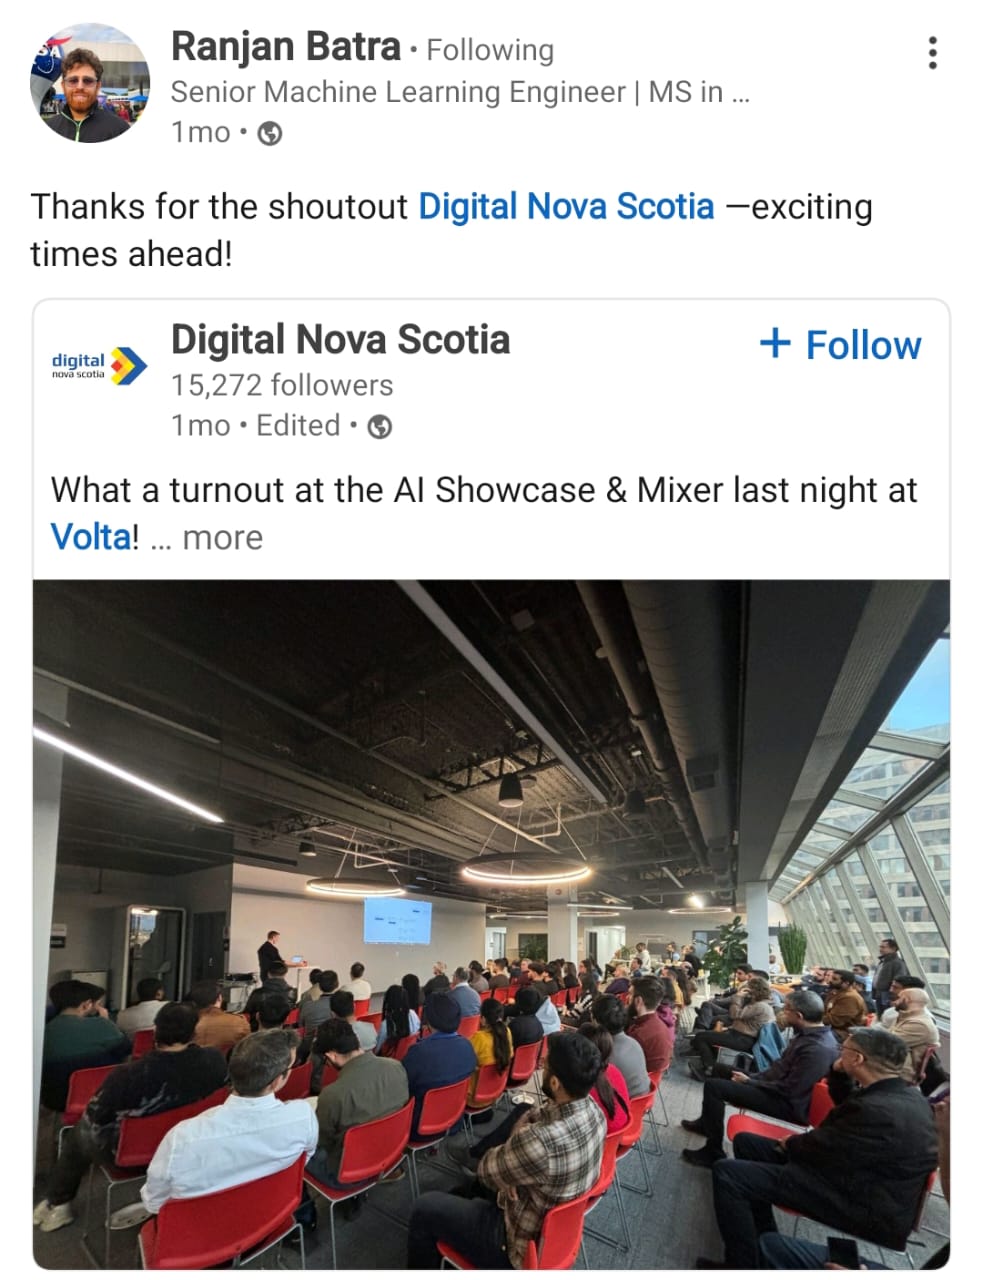 Ranjan Batra • Following
Senior Machine Learning Engineer | MS in ...
1mo •
Thanks for the shoutout Digital Nova Scotia —exciting
times ahead!
digital
nova scotia
Digital Nova Scotia
+ Follow
15,272 followers
1mo • Edited •
What a turnout at the AI Showcase & Mixer last night at
Volta! ... more